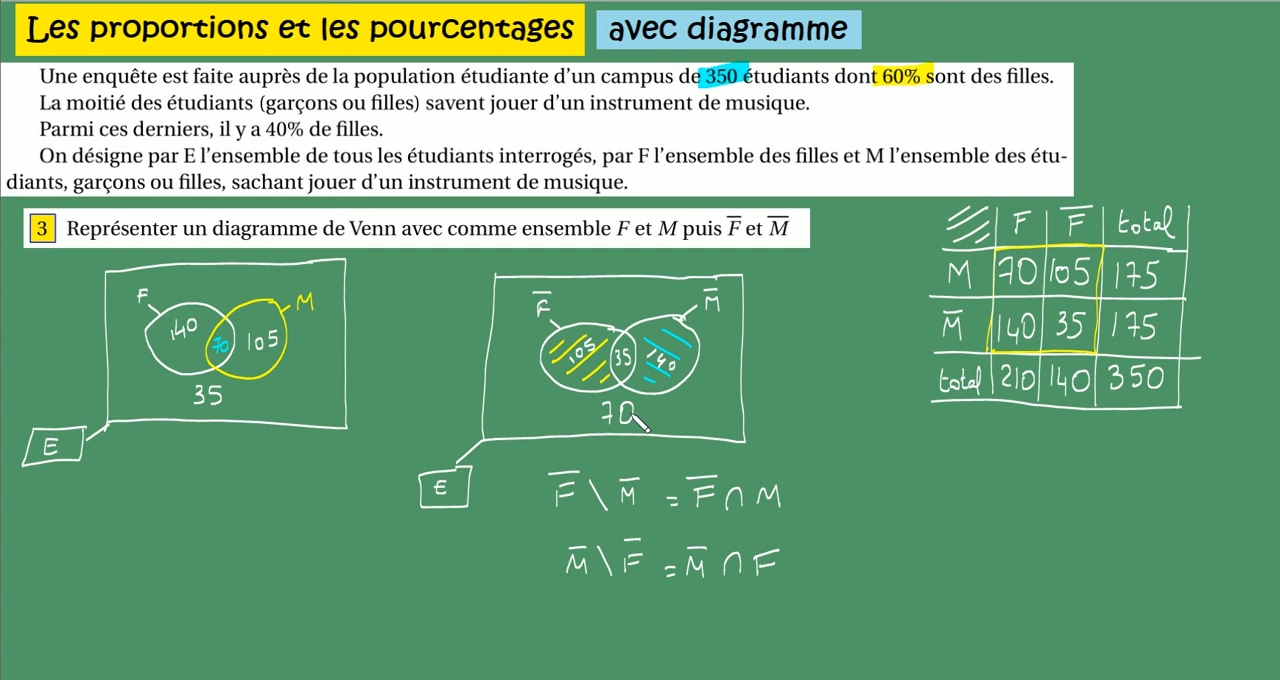 Les proportions et les pourcentages avec diagramme
Une enquête est faite auprès de la population étudiante d'un campus de 350 étudiants dont 60% sont des filles.
La moitié des étudiants (garçons ou filles) savent jouer d'un instrument de musique.
Parmi ces derniers, il y a 40% de filles.
On désigne par E l'ensemble de tous les étudiants interrogés, par F l'ensemble des filles et M l'ensemble des étu-
diants, garçons ou filles, sachant jouer d'un instrument de musique.
3 Représenter un diagramme de Venn avec comme ensemble F et M puis F̅ et M̅
F M
140 70 105
35
E
F̅ M̅
105 35 140
70
E
F̅ \ M̅ = F̅ ∩ M
M̅ \ F̅ = M̅ ∩ F
F F̅ total
M 70 105 175
M̅ 140 35 175
total 210 140 350